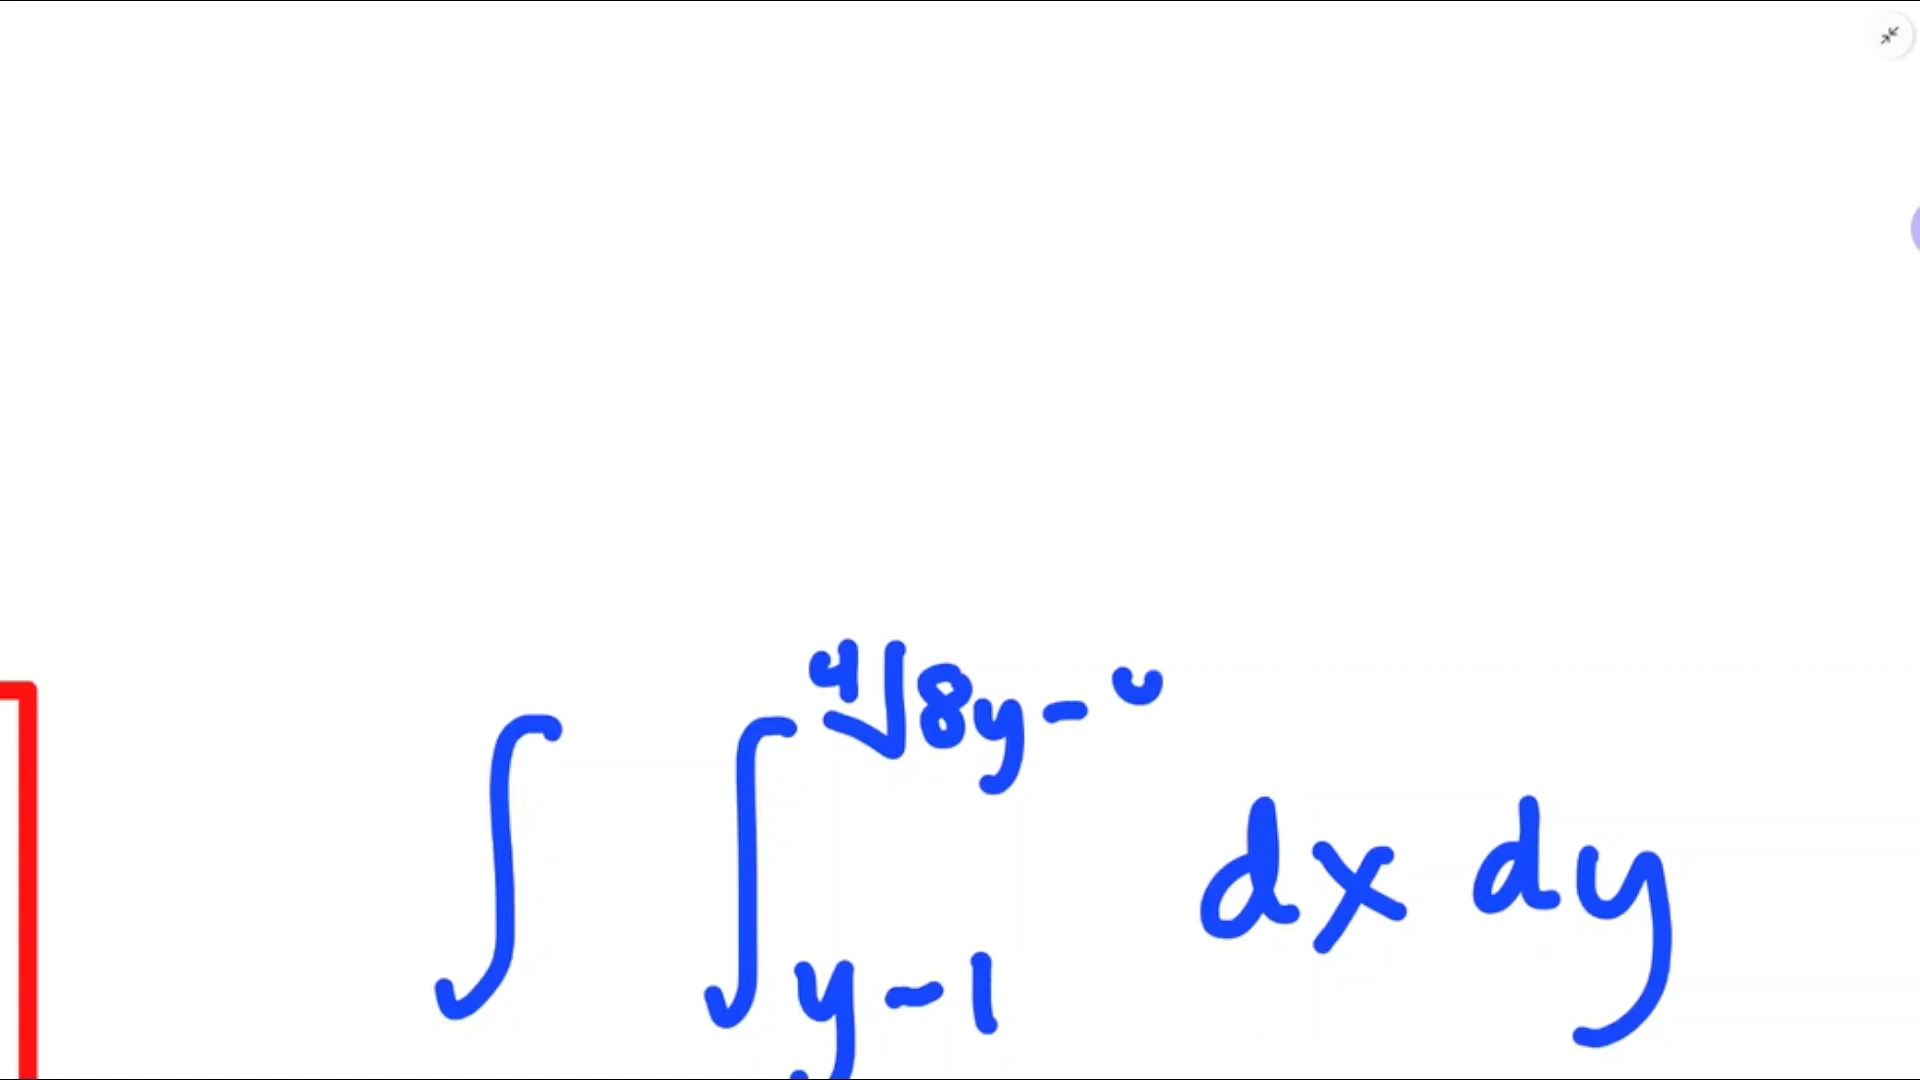 ∫ ∫_{y-1}^{∜8y-} dx dy